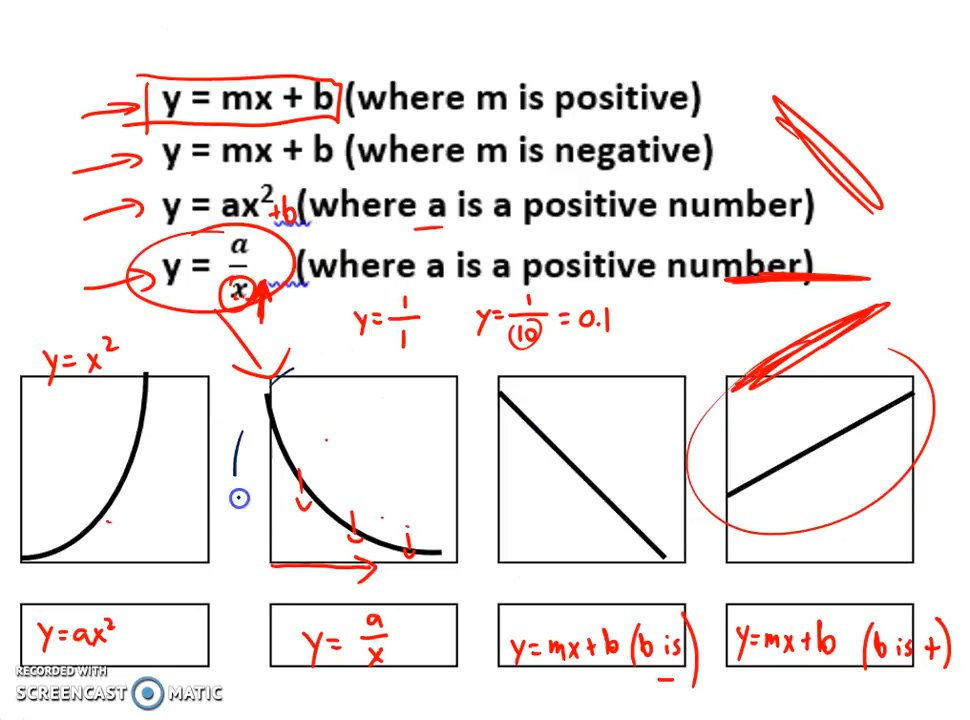 y = mx + b (where m is positive)
y = mx + b (where m is negative)
y = ax² +b (where a is a positive number)
y = a/x (where a is a positive number)
y = 1/1 y = 1/10 = 0.1
y = x²
y = ax²
y = a/x
y = mx + b (b is -)
y = mx + b (b is +)
RECORDED WITH
SCREENCAST MATIC